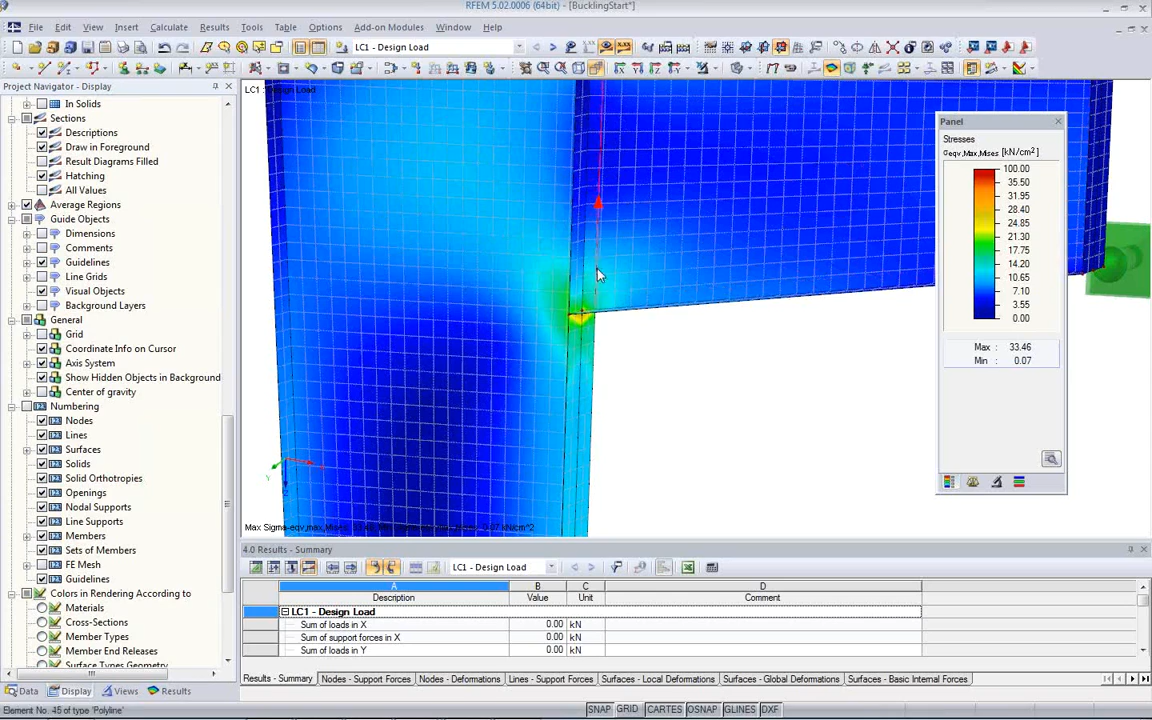 RFEM 5.02.0006 (64bit) - [BucklingStart*]
File Edit View Insert Calculate Results Tools Table Options Add-on Modules Window Help
LC1 - Design Load
Project Navigator - Display
In Solids
Sections
Descriptions
Draw in Foreground
Result Diagrams Filled
Hatching
All Values
Average Regions
Guide Objects
Dimensions
Comments
Guidelines
Line Grids
Visual Objects
Background Layers
General
Grid
Coordinate Info on Cursor
Axis System
Show Hidden Objects in Background
Center of gravity
Numbering
Nodes
Lines
Surfaces
Solids
Solid Orthotropies
Openings
Nodal Supports
Line Supports
Members
Sets of Members
FE Mesh
Guidelines
Colors in Rendering According to
Materials
Cross-Sections
Member Types
Member End Releases
Surface Types Geometry
Data Display Views Results
LC1 : Design Load
Panel
Stresses
σeqv,Max,Mises [kN/cm²]
100.00
35.50
31.95
28.40
24.85
21.30
17.75
14.20
10.65
7.10
3.55
0.00
Max : 33.46
Min : 0.07
4.0 Results - Summary
LC1 - Design Load
A B C D
Description Value Unit Comment
LC1 - Design Load
Sum of loads in X 0.00 kN
Sum of support forces in X 0.00 kN
Sum of loads in Y 0.00 kN
Results - Summary Nodes - Support Forces Nodes - Deformations Lines - Support Forces Surfaces - Local Deformations Surfaces - Global Deformations Surfaces - Basic Internal Forces
Element No. 45 of type 'Polyline' SNAP GRID CARTES OSNAP GLINES DXF